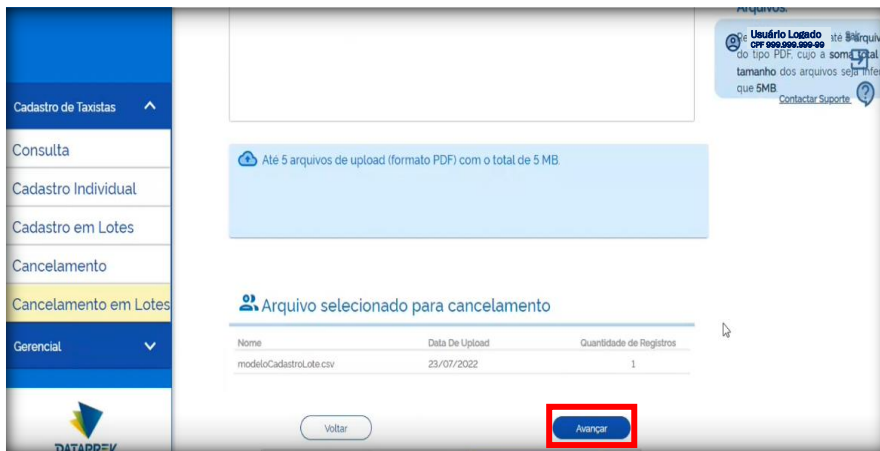 Cadastro de Taxistas
Consulta
Cadastro Individual
Cadastro em Lotes
Cancelamento
Cancelamento em Lotes
Gerencial
DATAPREV
Até 5 arquivos de upload (formato PDF) com o total de 5 MB.
Arquivo selecionado para cancelamento
Nome Data De Upload Quantidade de Registros
modeloCadastroLote.csv 23/07/2022 1
Voltar Avançar
Arquivos:
Usuário Logado
CPF 999.999.999-99
do tipo PDF, cujo a soma total
tamanho dos arquivos seja
que 5MB
Contactar Suporte